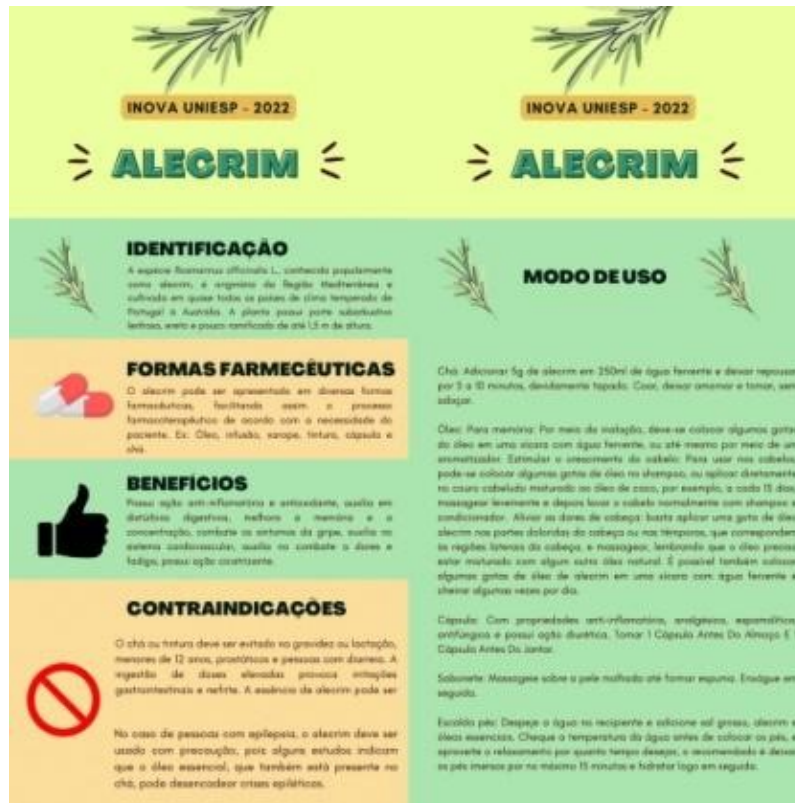 INOVA UNIESP - 2022
ALECRIM
IDENTIFICAÇÃO
A espécie Rosmarinus officinalis L., conhecida popularmente
como alecrim, é originária da Região Mediterrânea e
cultivada em quase todos os países de clima temperado de
Portugal a Austrália. A planta possui porte subarbustivo
lenhoso, ereto e pouco ramificado de até 1,5 m de altura.
FORMAS FARMECÊUTICAS
O alecrim pode ser apresentado em diversas formas
farmacêuticas, facilitando assim o processo
farmacoterapêutico de acordo com a necessidade do
paciente. Ex: Óleo, infusão, xarope, tintura, cápsula e
chá.
BENEFÍCIOS
Possui ação anti-inflamatória e antioxidante, auxilia em
distúrbios digestivos, melhora a memória e a
concentração, combate os sintomas da gripe, auxilia no
sistema cardiovascular, auxilia no combate a dores e
fadiga, possui ação cicatrizante.
CONTRAINDICAÇÕES
O chá ou tintura deve ser evitado na gravidez ou lactação,
menores de 12 anos, prostáticos e pessoas com diarreia. A
ingestão de doses elevadas provoca irritações
gastrointestinais e nefrite. A essência de alecrim pode ser
No caso de pessoas com epilepsia, o alecrim deve ser
usado com precaução, pois alguns estudos indicam
que o óleo essencial, que também está presente no
chá, pode desencadear crises epiléticas.
INOVA UNIESP - 2022
ALECRIM
MODO DE USO
Chá: Adicionar 5g de alecrim em 250ml de água fervente e deixar repousar
por 5 a 10 minutos, devidamente tapado. Coar, deixar amornar e tomar, sem
adoçar.
Óleo: Para memória: Por meio da inalação, deve-se colocar algumas gotas
do óleo em uma xícara com água fervente, ou até mesmo por meio de um
aromatizador. Estimular o crescimento do cabelo: Para usar nos cabelos,
pode-se colocar algumas gotas de óleo no shampoo, ou aplicar diretamente
no couro cabeludo misturado ao óleo de coco, por exemplo, a cada 15 dias,
massagear levemente e depois lavar o cabelo normalmente com shampoo e
condicionador. Aliviar as dores de cabeça: basta aplicar uma gota de óleo
alecrim nas partes doloridas da cabeça ou nas têmporas, que correspondem
às regiões laterais da cabeça, e massagear, lembrando que o óleo precisa
estar misturado com algum outro óleo natural. É possível também colocar
algumas gotas de óleo de alecrim em uma xícara com água fervente e
cheirar algumas vezes por dia.
Cápsula: Com propriedades anti-inflamatória, analgésica, espamolítica,
antifúngica e possui ação diurética. Tomar 1 Cápsula Antes Do Almoço E 1
Cápsula Antes Do Jantar.
Sabonete: Massageie sobre a pele molhada até formar espuma. Enxágue em
seguida.
Escalda pés: Despeje a água no recipiente e adicione sal grosso, alecrim e
óleos essenciais. Cheque a temperatura da água antes de colocar os pés, e
aproveite o relaxamento por quanto tempo desejar, o recomendado é deixar
os pés imersos por no máximo 15 minutos e hidratar logo em seguida.